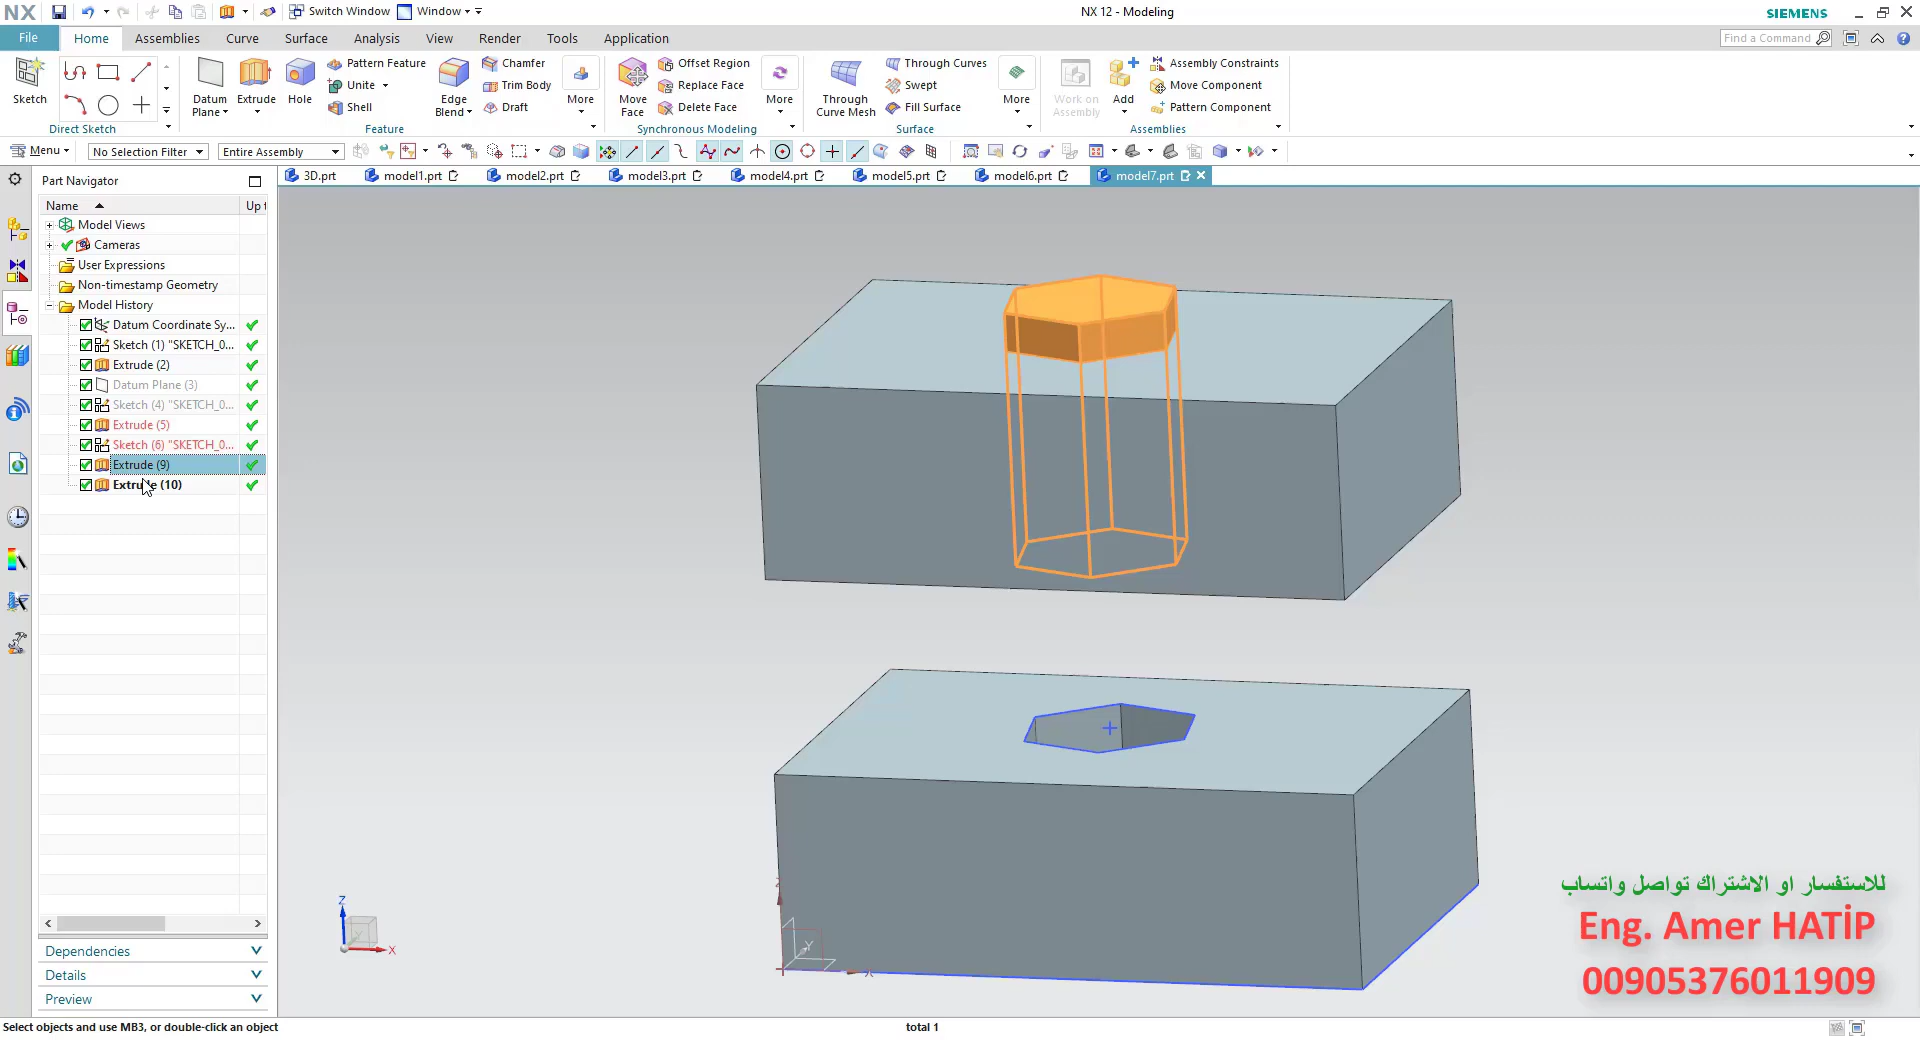 NX
Switch Window
Window
NX 12 - Modeling
SIEMENS
File
Home
Assemblies
Curve
Surface
Analysis
View
Render
Tools
Application
Find a Command
Sketch
Direct Sketch
Datum Plane
Extrude
Hole
Pattern Feature
Unite
Shell
Edge Blend
Chamfer
Trim Body
Draft
More
Feature
Move Face
Offset Region
Replace Face
Delete Face
More
Synchronous Modeling
Through Curve Mesh
Through Curves
Swept
Fill Surface
More
Surface
Work on Assembly
Add
Assembly Constraints
Move Component
Pattern Component
Assemblies
Menu
No Selection Filter
Entire Assembly
3D.prt
model1.prt
model2.prt
model3.prt
model4.prt
model5.prt
model6.prt
model7.prt
Part Navigator
Name
Up t
Model Views
Cameras
User Expressions
Non-timestamp Geometry
Model History
Datum Coordinate Sy...
Sketch (1) "SKETCH_0...
Extrude (2)
Datum Plane (3)
Sketch (4) "SKETCH_0...
Extrude (5)
Sketch (6) "SKETCH_0...
Extrude (9)
Extrude (10)
Z
X
Z
Y
X
Dependencies
Details
Preview
للاستفسار او الاشتراك تواصل واتساب
Eng. Amer HATİP
00905376011909
Select objects and use MB3, or double-click an object
total 1